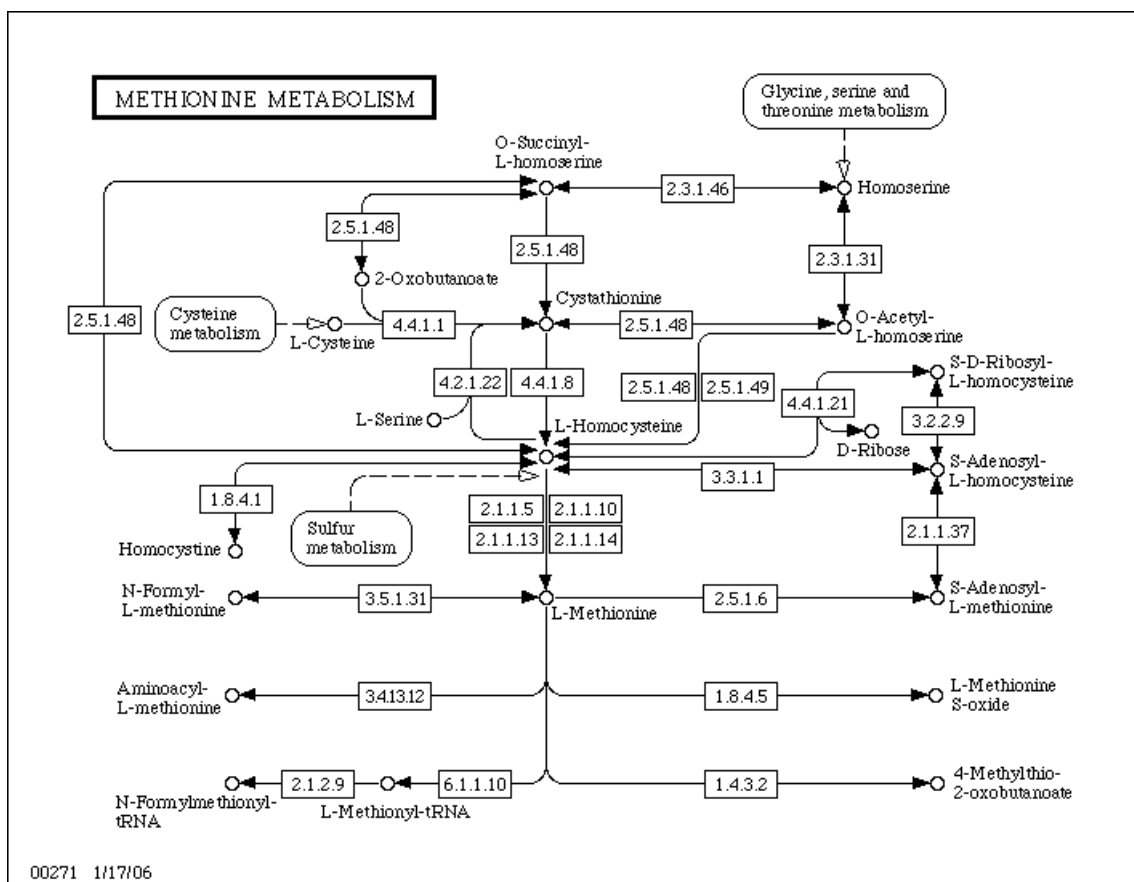 METHIONINE METABOLISM
Glycine, serine and
threonine metabolism
O-Succinyl-
L-homoserine
2.3.1.46
Homoserine
2.5.1.48
2.5.1.48
2.3.1.31
2-Oxobutanoate
Cystathionine
2.5.1.48
Cysteine
metabolism
L-Cysteine
4.4.1.1
2.5.1.48
O-Acetyl-
L-homoserine
S-D-Ribosyl-
L-homocysteine
4.2.1.22
4.4.1.8
2.5.1.48
2.5.1.49
4.4.1.21
L-Serine
L-Homocysteine
3.2.2.9
D-Ribose
3.3.1.1
S-Adenosyl-
L-homocysteine
1.8.4.1
Sulfur
metabolism
2.1.1.5
2.1.1.10
2.1.1.13
2.1.1.14
2.1.1.37
Homocystine
N-Formyl-
L-methionine
3.5.1.31
L-Methionine
2.5.1.6
S-Adenosyl-
L-methionine
Aminoacyl-
L-methionine
3.4.13.12
1.8.4.5
L-Methionine
S-oxide
N-Formylmethionyl-
tRNA
2.1.2.9
L-Methionyl-tRNA
6.1.1.10
1.4.3.2
4-Methylthio-
2-oxobutanoate
00271 1/17/06